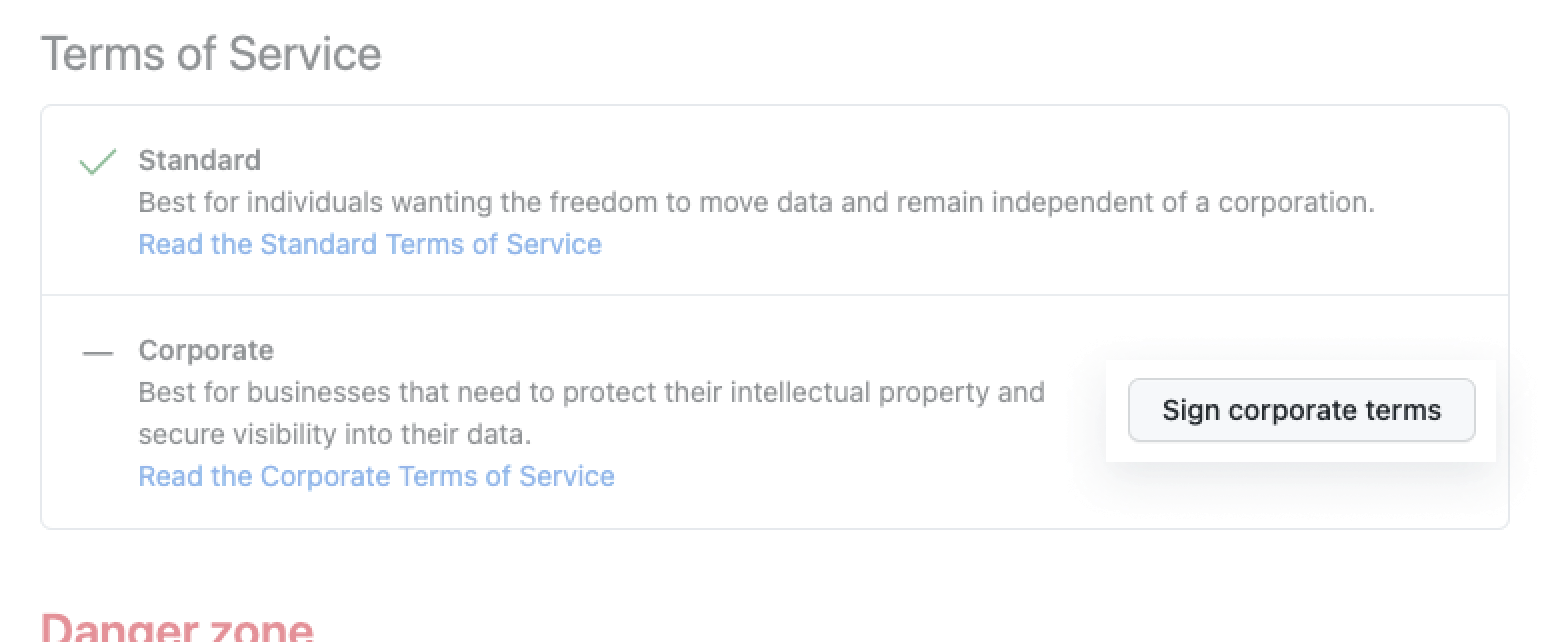 Terms of Service
Standard
Best for individuals wanting the freedom to move data and remain independent of a corporation.
Read the Standard Terms of Service
Corporate
Best for businesses that need to protect their intellectual property and
secure visibility into their data.
Read the Corporate Terms of Service
Sign corporate terms
Danger zone